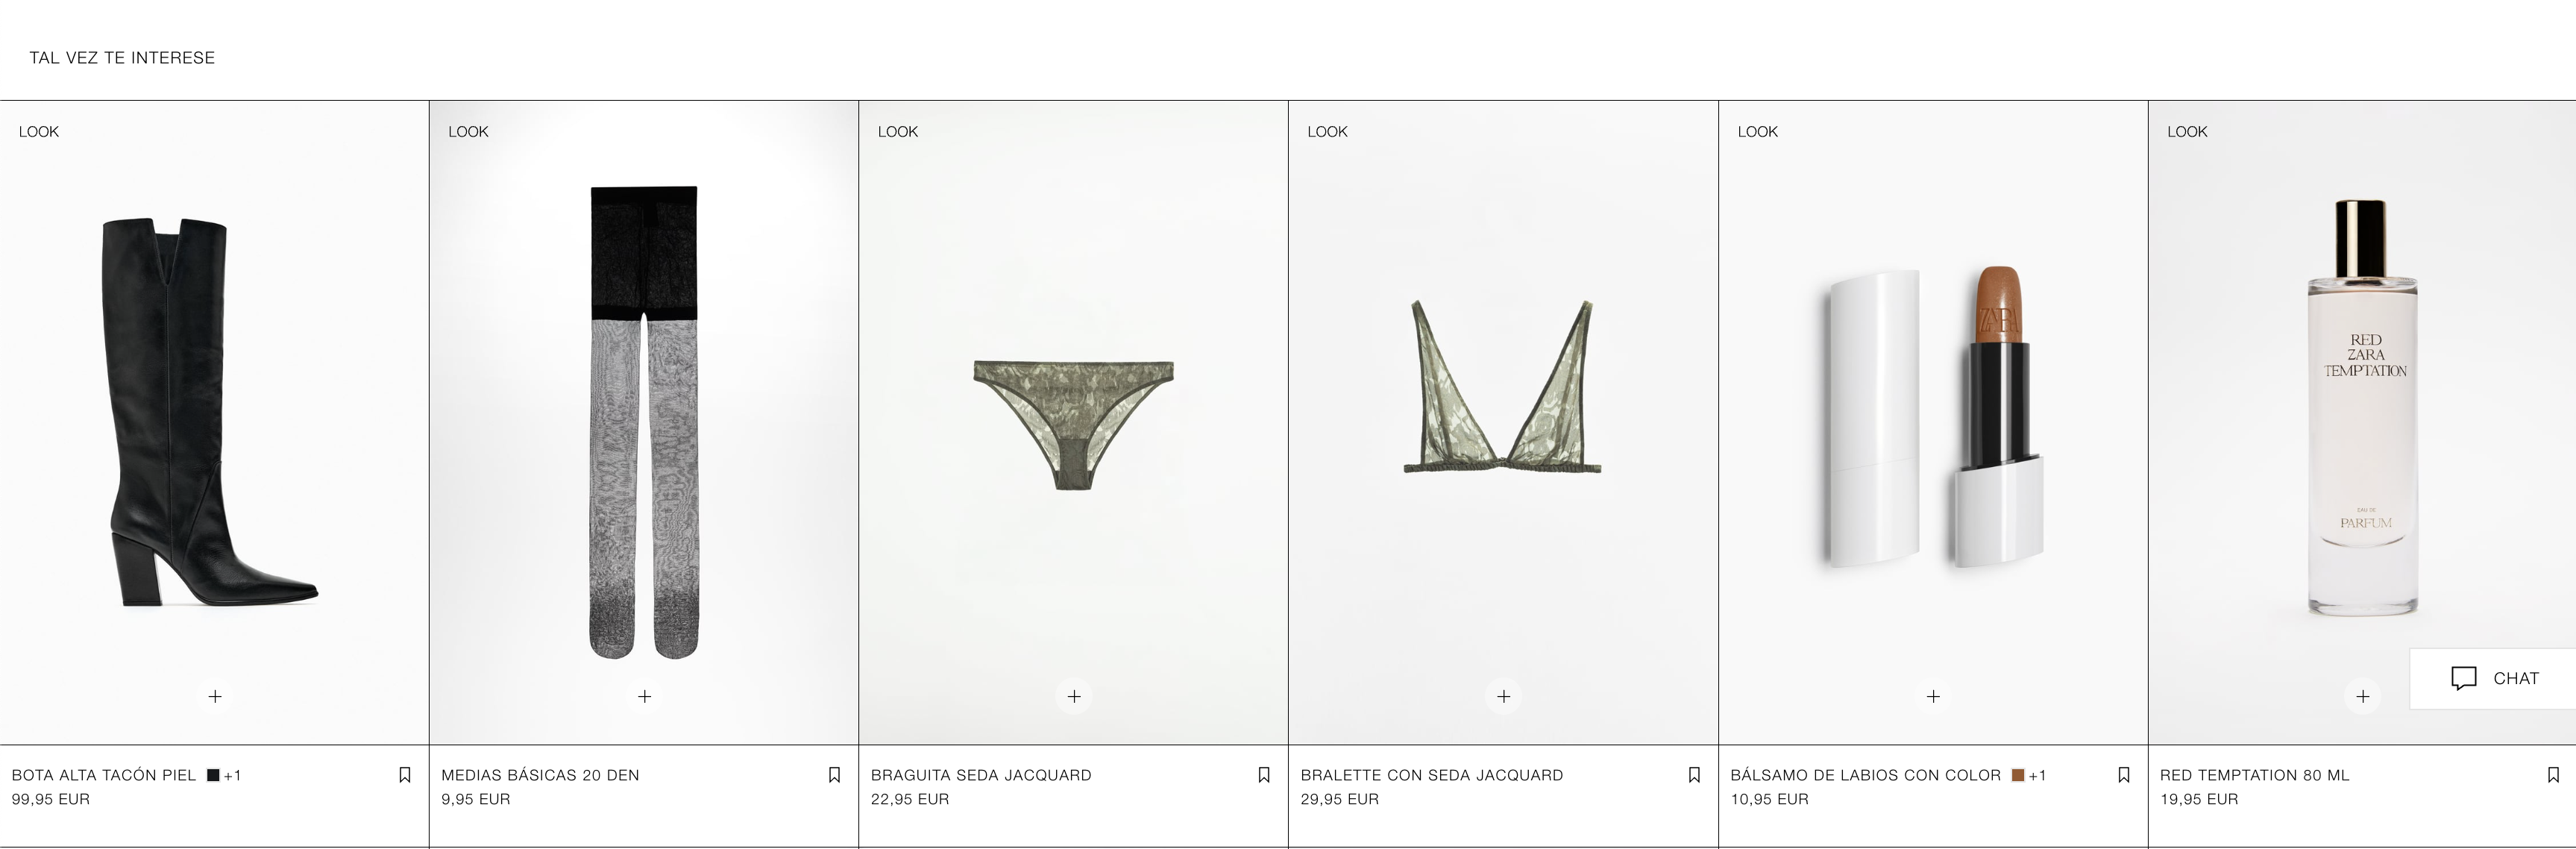 TAL VEZ TE INTERESE
LOOK
LOOK
LOOK
LOOK
LOOK
LOOK
ZARA
RED
ZARA
TEMPTATION
EAU DE
PARFUM
CHAT
BOTA ALTA TACÓN PIEL +1
99,95 EUR
MEDIAS BÁSICAS 20 DEN
9,95 EUR
BRAGUITA SEDA JACQUARD
22,95 EUR
BRALETTE CON SEDA JACQUARD
29,95 EUR
BÁLSAMO DE LABIOS CON COLOR +1
10,95 EUR
RED TEMPTATION 80 ML
19,95 EUR